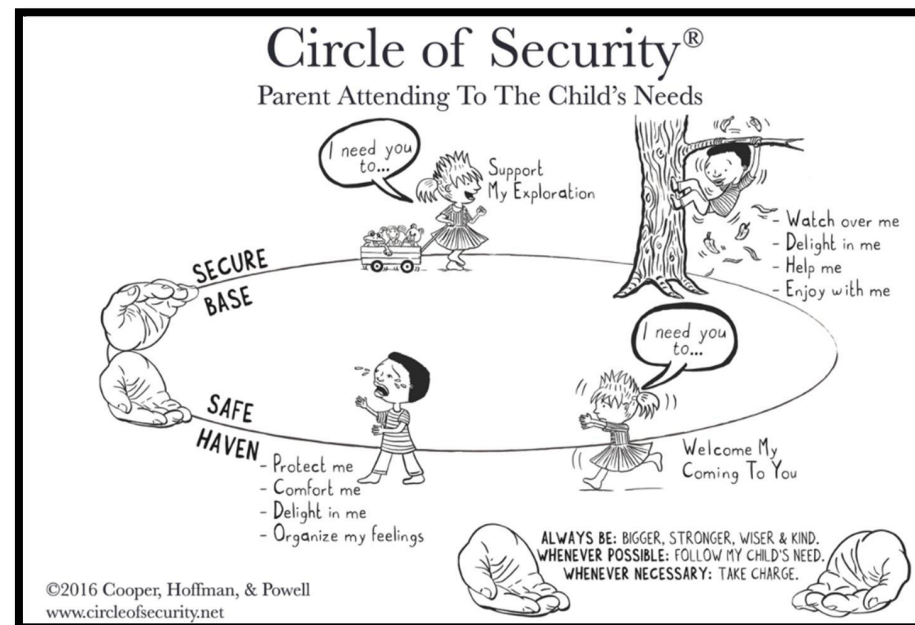 Circle of Security®
Parent Attending To The Child's Needs
I need you
to...
Support
My Exploration
- Watch over me
- Delight in me
- Help me
- Enjoy with me
SECURE
BASE
I need you
to...
SAFE
HAVEN
- Protect me
- Comfort me
- Delight in me
- Organize my feelings
Welcome My
Coming To You
ALWAYS BE: BIGGER, STRONGER, WISER & KIND.
WHENEVER POSSIBLE: FOLLOW MY CHILD'S NEED.
WHENEVER NECESSARY: TAKE CHARGE.
©2016 Cooper, Hoffman, & Powell
www.circleofsecurity.net